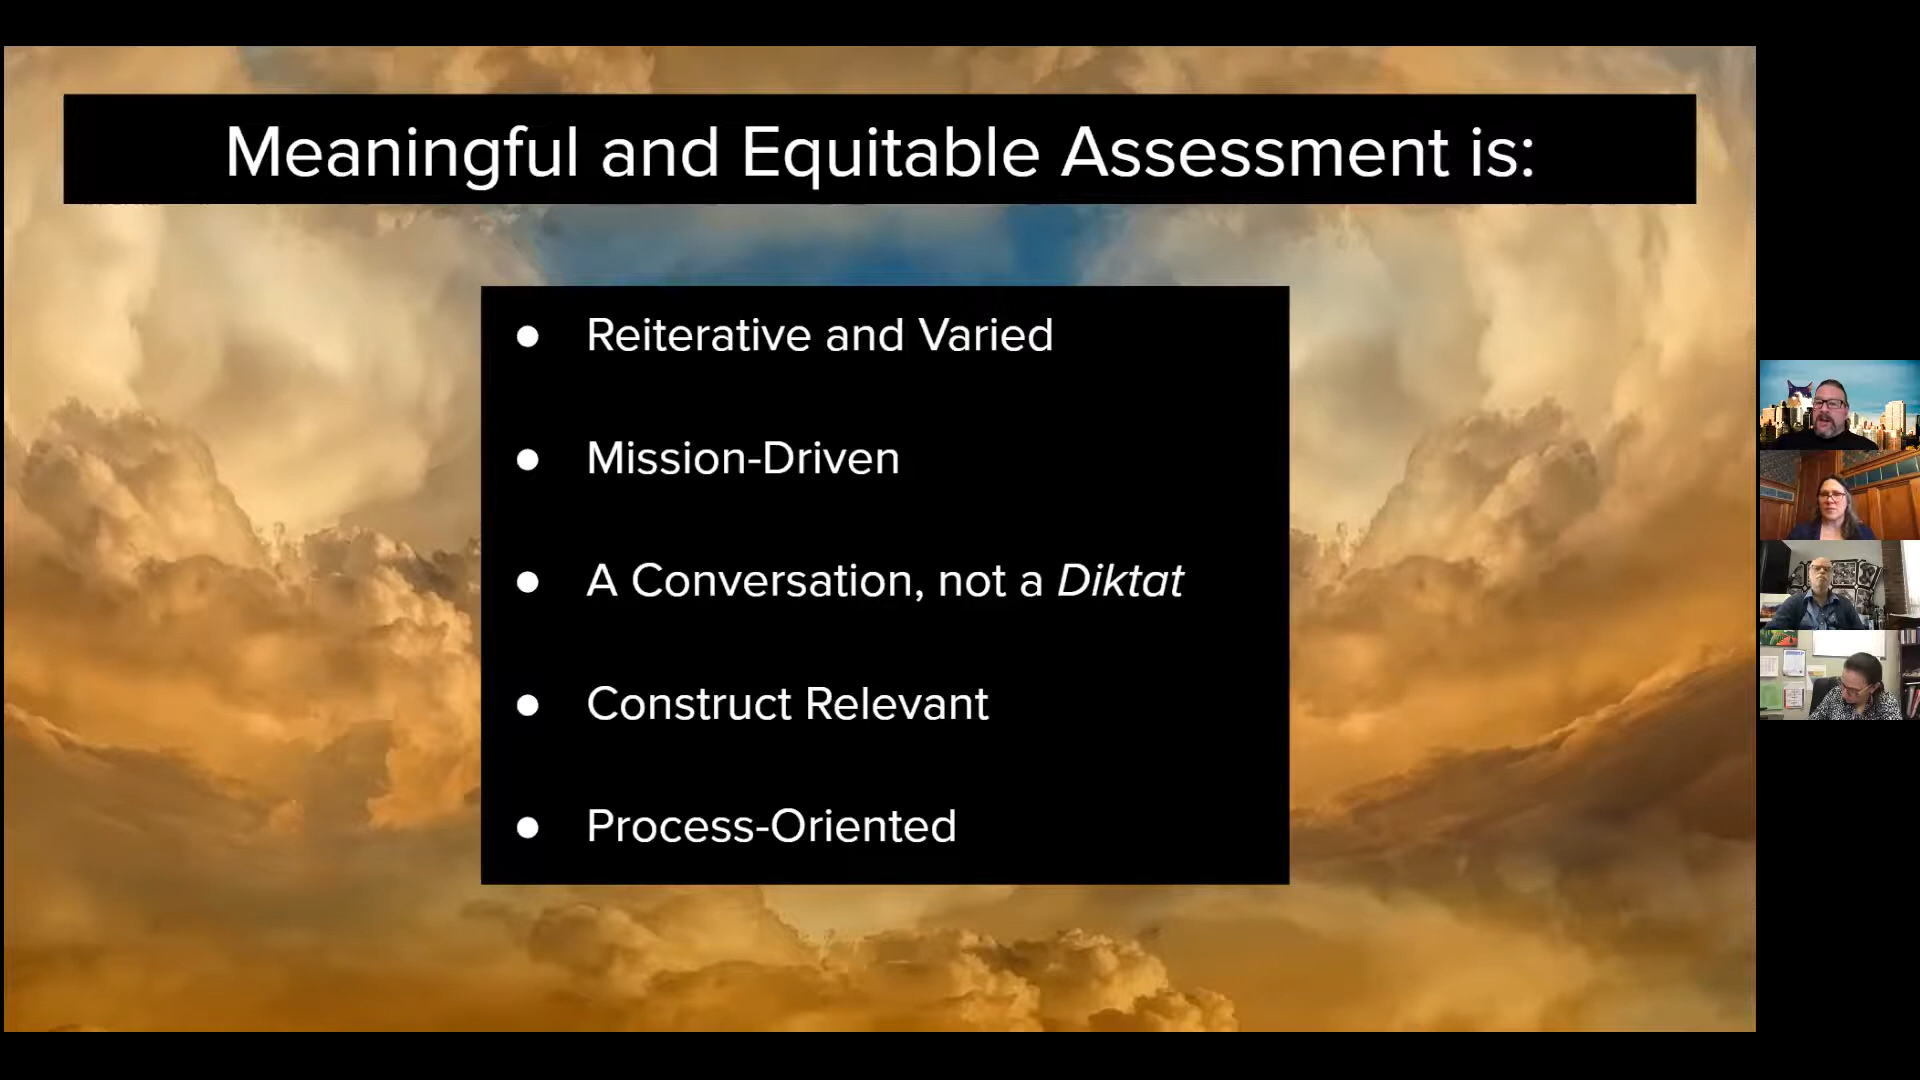 Meaningful and Equitable Assessment is:
● Reiterative and Varied
● Mission-Driven
● A Conversation, not a Diktat
● Construct Relevant
● Process-Oriented